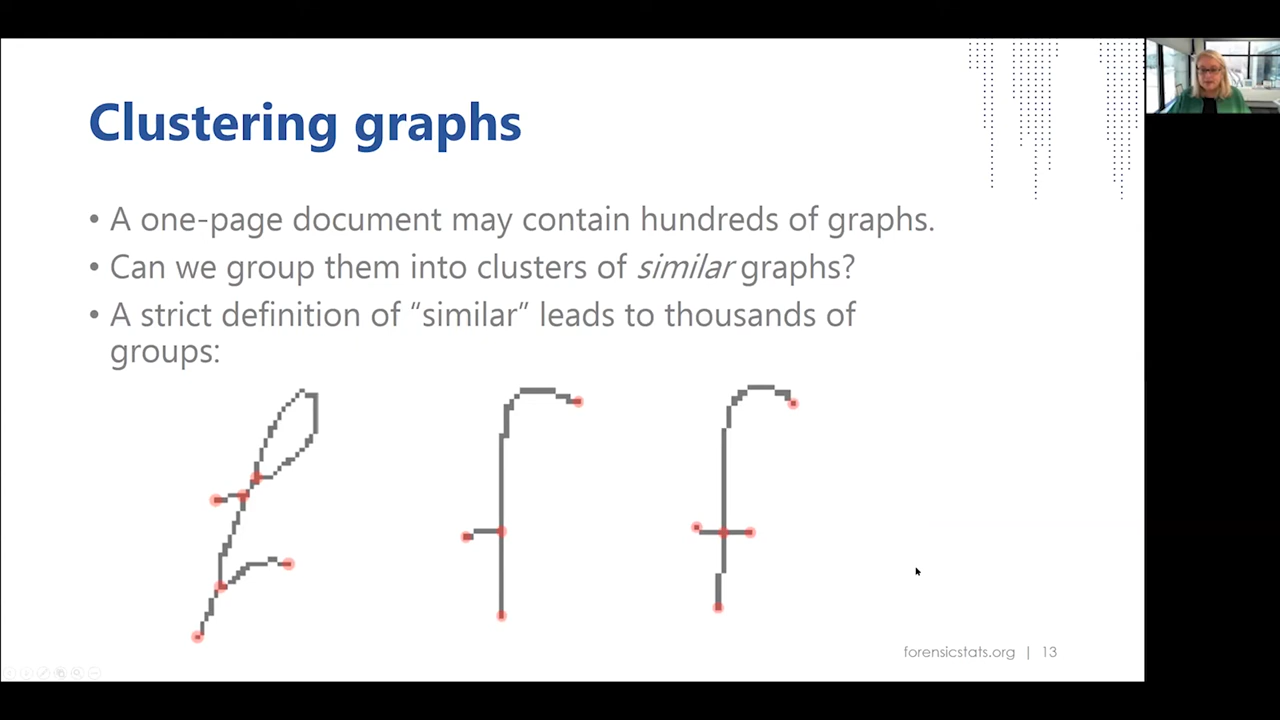 Clustering graphs
• A one-page document may contain hundreds of graphs.
• Can we group them into clusters of similar graphs?
• A strict definition of “similar” leads to thousands of
groups:
forensicstats.org | 13